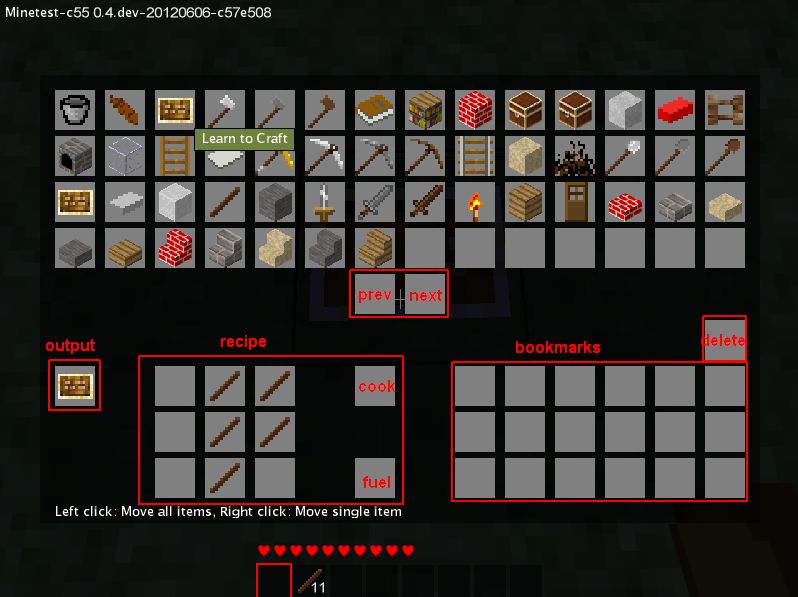 Minetest-c55 0.4.dev-20120606-c57e508
Learn to Craft
prev next
delete
output
recipe
bookmarks
cook
fuel
Left click: Move all items, Right click: Move single item
11